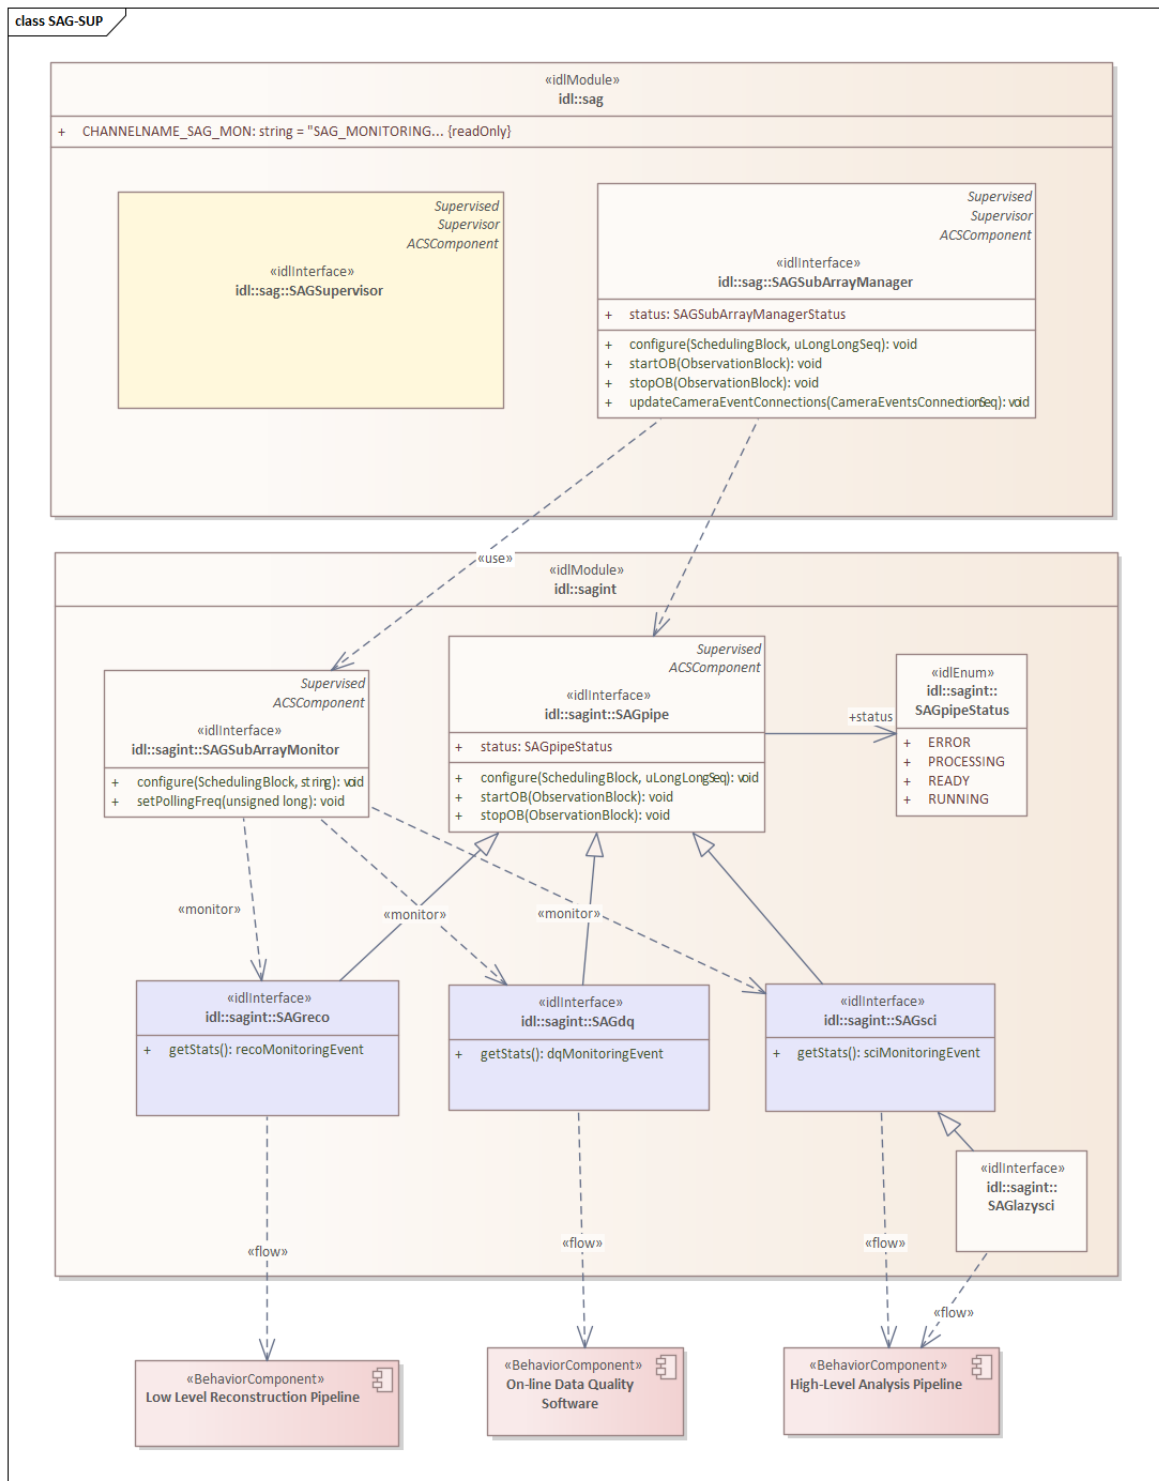 class SAG-SUP
«idlModule»
idl::sag
+ CHANNELNAME_SAG_MON: string = "SAG_MONITORING... {readOnly}
Supervised
Supervisor
ACSComponent
«idlInterface»
idl::sag::SAGSupervisor
Supervised
Supervisor
ACSComponent
«idlInterface»
idl::sag::SAGSubArrayManager
+ status: SAGSubArrayManagerStatus
+ configure(SchedulingBlock, uLongLongSeq): void
+ startOB(ObservationBlock): void
+ stopOB(ObservationBlock): void
+ updateCameraEventConnections(CameraEventsConnectionSeq): void
«use»
«idlModule»
idl::sagint
Supervised
ACSComponent
«idlInterface»
idl::sagint::SAGSubArrayMonitor
+ configure(SchedulingBlock, string): void
+ setPollingFreq(unsigned long): void
Supervised
ACSComponent
«idlInterface»
idl::sagint::SAGpipe
+ status: SAGpipeStatus
+ configure(SchedulingBlock, uLongLongSeq): void
+ startOB(ObservationBlock): void
+ stopOB(ObservationBlock): void
+status
«idlEnum»
idl::sagint::
SAGpipeStatus
+ ERROR
+ PROCESSING
+ READY
+ RUNNING
«monitor»
«monitor»
«monitor»
«idlInterface»
idl::sagint::SAGreco
+ getStats(): recoMonitoringEvent
«idlInterface»
idl::sagint::SAGdq
+ getStats(): dqMonitoringEvent
«idlInterface»
idl::sagint::SAGsci
+ getStats(): sciMonitoringEvent
«idlInterface»
idl::sagint::
SAGlazysci
«flow»
«flow»
«flow»
«flow»
«BehaviorComponent»
Low Level Reconstruction Pipeline
«BehaviorComponent»
On-line Data Quality
Software
«BehaviorComponent»
High-Level Analysis Pipeline